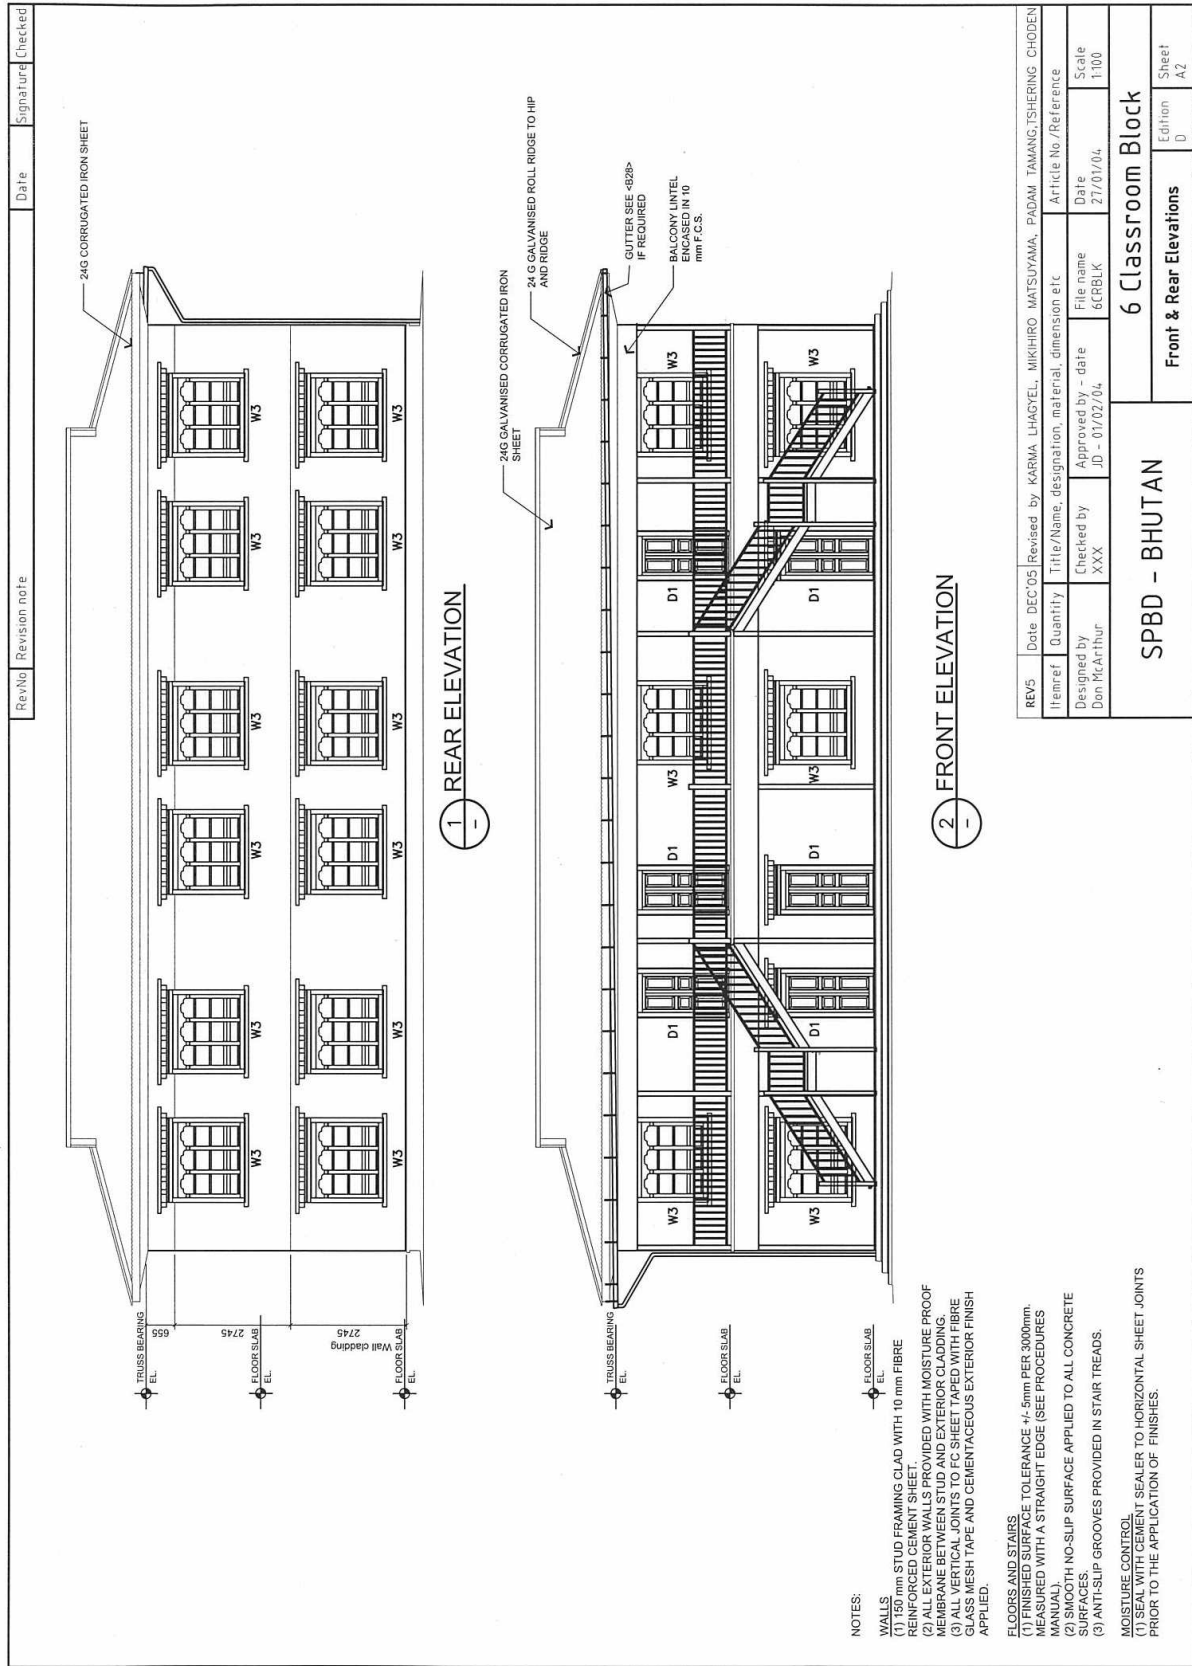 RevNo Revision note Date Signature Checked
24G CORRUGATED IRON SHEET
TRUSS BEARING
EL.
655
2745
FLOOR SLAB
EL.
2745
Wall cladding
FLOOR SLAB
EL.
W3 W3 W3 W3 W3 W3
W3 W3 W3 W3 W3 W3
1
-
REAR ELEVATION
24G GALVANISED CORRUGATED IRON
SHEET
24 G GALVANISED ROLL RIDGE TO HIP
AND RIDGE
GUTTER SEE <B28>
IF REQUIRED
BALCONY LINTEL
ENCASED IN 10
mm F.C.S.
TRUSS BEARING
EL.
FLOOR SLAB
EL.
FLOOR SLAB
EL.
W3 D1 D1 W3 D1 W3
W3 D1 D1 W3 D1 W3
2
-
FRONT ELEVATION
NOTES:
WALLS
(1) 150 mm STUD FRAMING CLAD WITH 10 mm FIBRE
REINFORCED CEMENT SHEET.
(2) ALL EXTERIOR WALLS PROVIDED WITH MOISTURE PROOF
MEMBRANE BETWEEN STUD AND EXTERIOR CLADDING.
(3) ALL VERTICAL JOINTS TO FC SHEET TAPED WITH FIBRE
GLASS MESH TAPE AND CEMENTACEOUS EXTERIOR FINISH
APPLIED.
FLOORS AND STAIRS
(1) FINISHED SURFACE TOLERANCE +/- 5mm PER 3000mm.
MEASURED WITH A STRAIGHT EDGE (SEE PROCEDURES
MANUAL).
(2) SMOOTH NO-SLIP SURFACE APPLIED TO ALL CONCRETE
SURFACES.
(3) ANTI-SLIP GROOVES PROVIDED IN STAIR TREADS.
MOISTURE CONTROL
(1) SEAL WITH CEMENT SEALER TO HORIZONTAL SHEET JOINTS
PRIOR TO THE APPLICATION OF FINISHES.
REV5 Date DEC'05 Revised by KARMA LHAGYEL, MIKIHIRO MATSUYAMA, PADAM TAMANG,TSHERING CHODEN
Itemref Quantity Title/Name, designation, material, dimension etc Article No./Reference
Designed by Checked by Approved by - date File name Date Scale
Don McArthur XXX JD - 01/02/04 6CRBLK 27/01/04 1:100
SPBD - BHUTAN
6 Classroom Block
Front & Rear Elevations
Edition Sheet
D A2